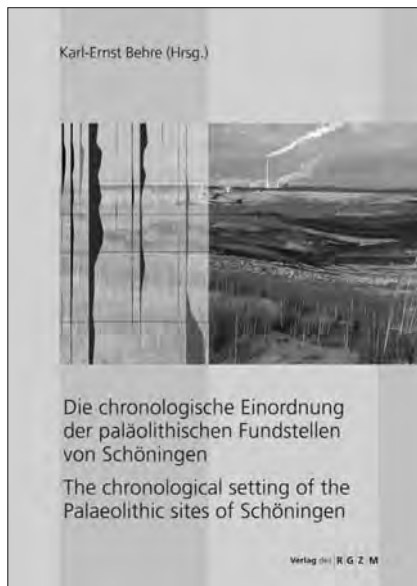 Karl-Ernst Behre (Hrsg.)
Die chronologische Einordnung
der paläolithischen Fundstellen
von Schöningen
The chronological setting of the
Palaeolithic sites of Schöningen
Verlag des R G Z M